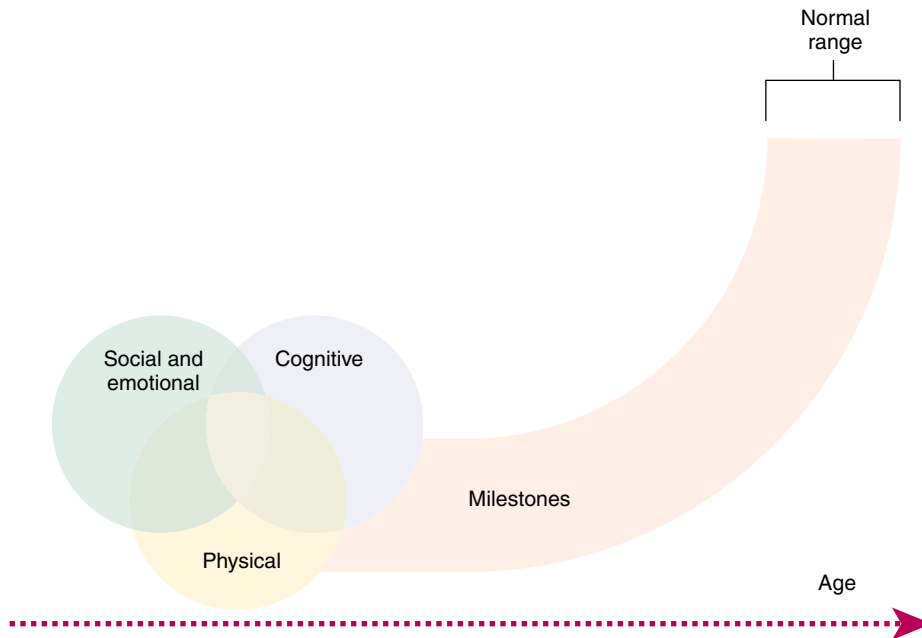 Normal
range
Social and
emotional
Cognitive
Milestones
Physical
Age